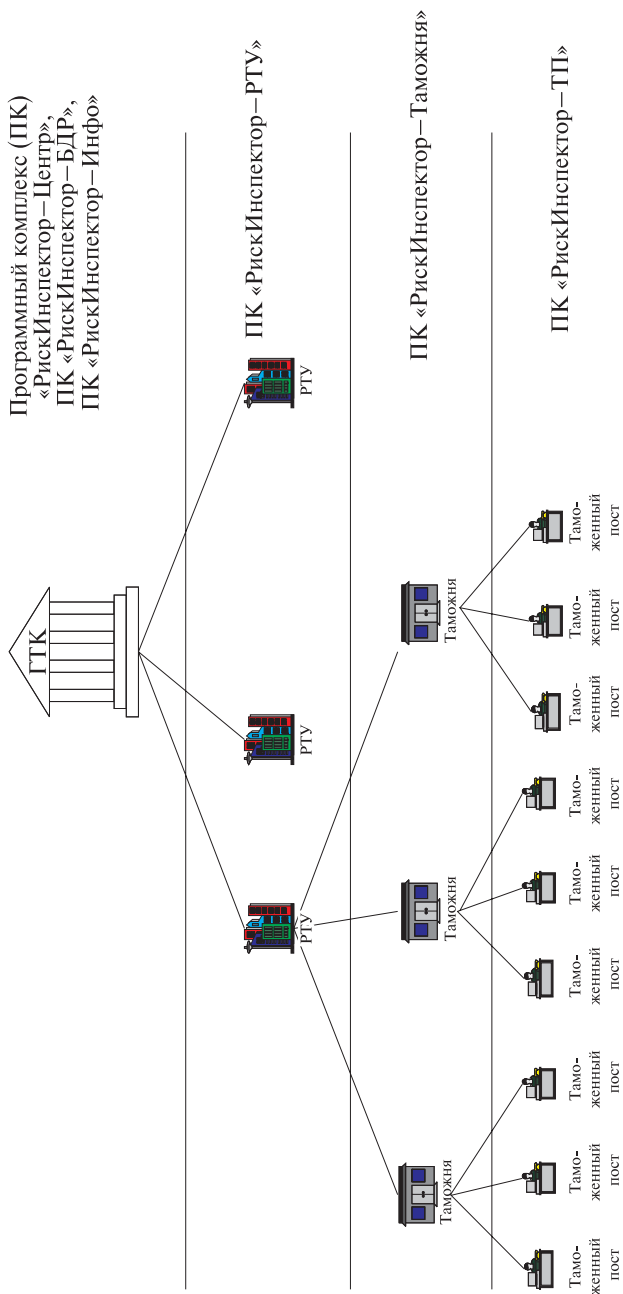 Программный комплекс (ПК)
«РискИнспектор–Центр»,
ПК «РискИнспектор–БДР»,
ПК «РискИнспектор–Инфо»
ГТК
ПК «РискИнспектор–РТУ»
РТУ
РТУ
РТУ
ПК «РискИнспектор–Таможня»
Таможня
Таможня
Таможня
ПК «РискИнспектор–ТП»
Тамо-
женный
пост
Тамо-
женный
пост
Тамо-
женный
пост
Тамо-
женный
пост
Тамо-
женный
пост
Тамо-
женный
пост
Тамо-
женный
пост
Тамо-
женный
пост
Тамо-
женный
пост